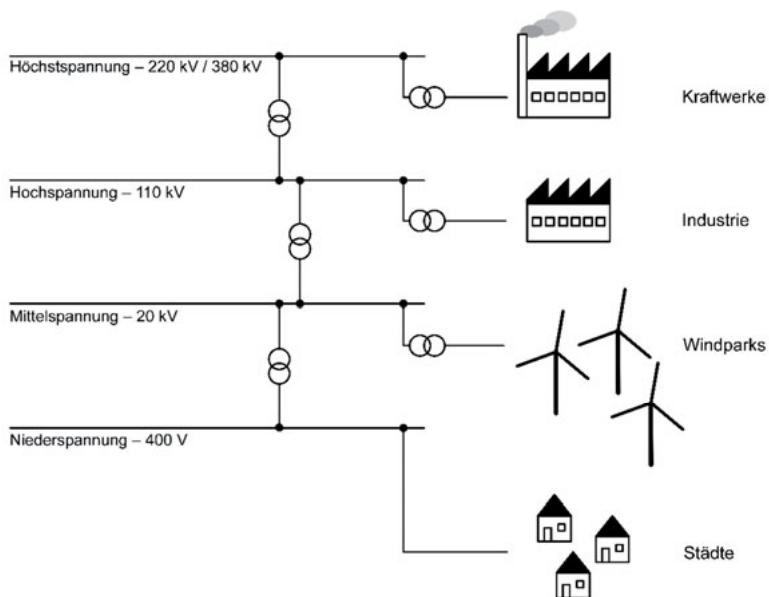 Höchstspannung – 220 kV / 380 kV
Kraftwerke
Hochspannung – 110 kV
Industrie
Mittelspannung – 20 kV
Windparks
Niederspannung – 400 V
Städte